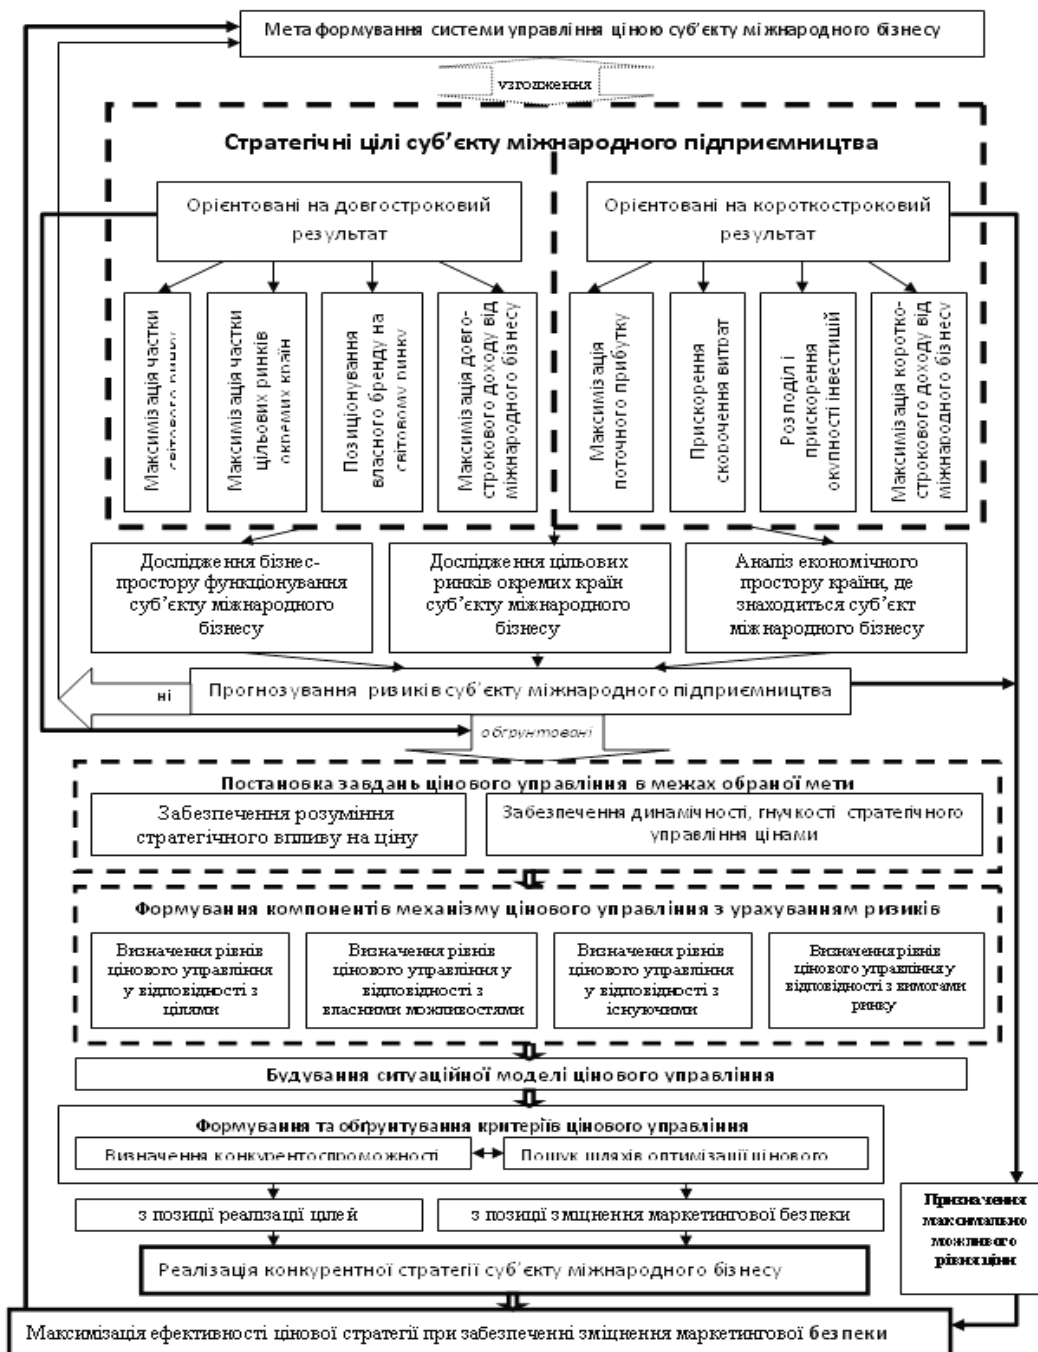 Мета формування системи управління ціною суб’єкту міжнародного бізнесу
узгодження
Стратегічні цілі суб’єкту міжнародного підприємництва
Орієнтовані на довгостроковий
результат
Орієнтовані на короткостроковий
результат
Максимізація частки
світового ринку
Максимізація частки
цільових ринків
окремих країн
Позиціонування
власного бренду на
світовому ринку
Максимізація довго-
строкового доходу від
міжнародного бізнесу
Максимізація
поточного прибутку
Прискорення
скорочення витрат
Розподіл і
прискорення
окупності інвестицій
Максимізація коротко-
строкового доходу від
міжнародного бізнесу
Дослідження бізнес-
простору функціонування
суб’єкту міжнародного
бізнесу
Дослідження цільових
ринків окремих країн
суб’єкту міжнародного
бізнесу
Аналіз економічного
простору країни, де
знаходиться суб’єкт
міжнародного бізнесу
ні
Прогнозування ризиків суб’єкту міжнародного підприємництва
обґрунтовані
Постановка завдань цінового управління в межах обраної мети
Забезпечення розуміння
стратегічного впливу на ціну
Забезпечення динамічності, гнучкості стратегічного
управління цінами
Формування компонентів механізму цінового управління з урахуванням ризиків
Визначення рівнів
цінового управління
у відповідності з
цілями
Визначення рівнів
цінового управління у
відповідності з
власними можливостями
Визначення рівнів
цінового управління
у відповідності з
існуючими
Визначення рівнів
цінового управління у
відповідності з вимогами
ринку
Будування ситуаційної моделі цінового управління
Формування та обґрунтування критеріїв цінового управління
Визначення конкурентоспроможності
Пошук шляхів оптимізації цінового
з позиції реалізації цілей
з позиції зміцнення маркетингової безпеки
Призначення
максимально
можливого
рівня ціни
Реалізація конкурентної стратегії суб’єкту міжнародного бізнесу
Максимізація ефективності цінової стратегії при забезпеченні зміцнення маркетингової безпеки